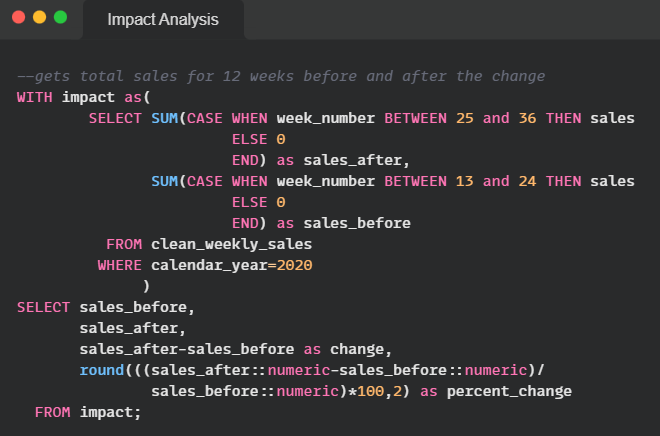 Impact Analysis
--gets total sales for 12 weeks before and after the change
WITH impact as(
SELECT SUM(CASE WHEN week_number BETWEEN 25 and 36 THEN sales
ELSE 0
END) as sales_after,
SUM(CASE WHEN week_number BETWEEN 13 and 24 THEN sales
ELSE 0
END) as sales_before
FROM clean_weekly_sales
WHERE calendar_year=2020
)
SELECT sales_before,
sales_after,
sales_after-sales_before as change,
round(((sales_after::numeric-sales_before::numeric)/
sales_before::numeric)*100,2) as percent_change
FROM impact;